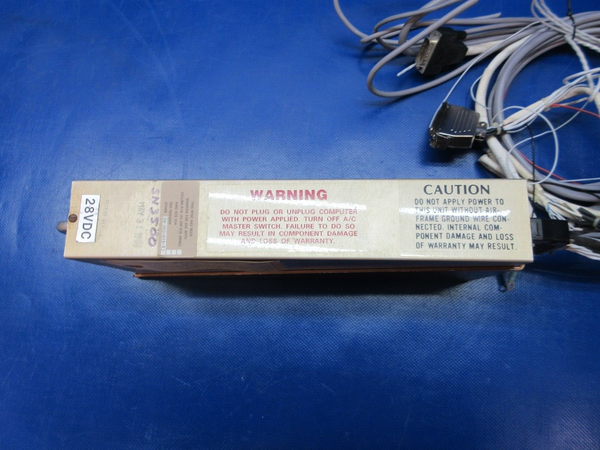 28VDC
WARNING
DO NOT PLUG OR UNPLUG COMPUTER
WITH POWER APPLIED. TURN OFF A/C
MASTER SWITCH. FAILURE TO DO SO
MAY RESULT IN COMPONENT DAMAGE
AND LOSS OF WARRANTY.
CAUTION
DO NOT APPLY POWER TO
THIS UNIT WITHOUT AIR-
FRAME GROUND WIRE CON-
NECTED. INTERNAL COM-
PONENT DAMAGE AND LOSS
OF WARRANTY MAY RESULT.